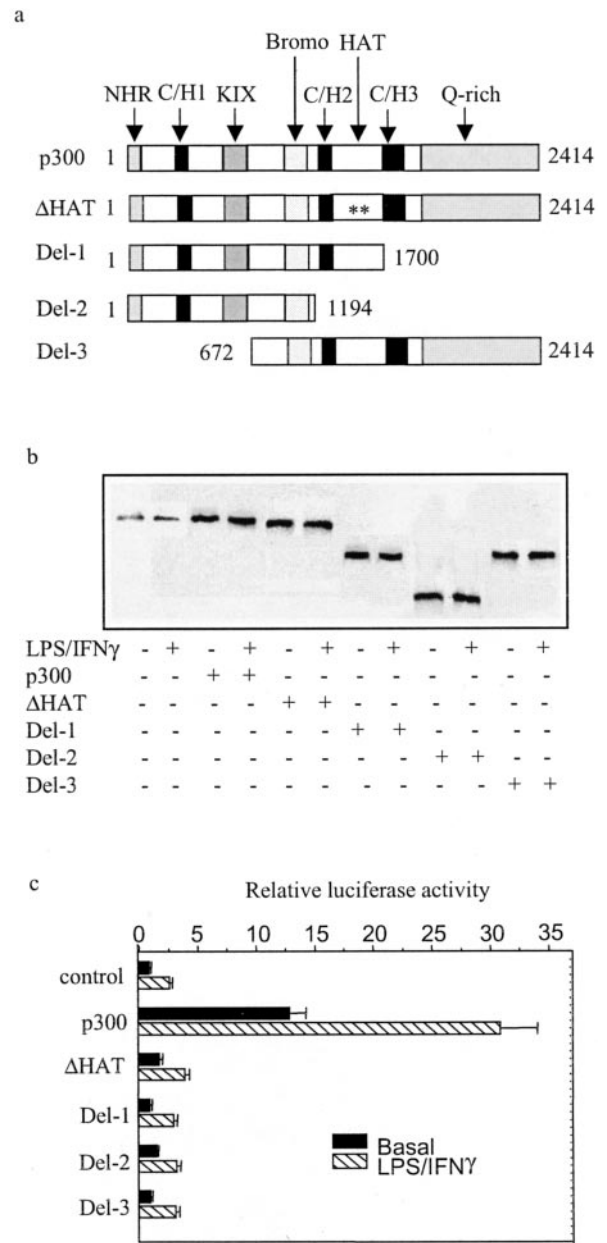 a
Bromo HAT
NHR C/H1 KIX C/H2 C/H3 Q-rich
p300 1 2414
ΔHAT 1 ** 2414
Del-1 1 1700
Del-2 1 1194
Del-3 672 2414
b
LPS/IFNγ - + - + - + - + - + - +
p300 - - + + - - - - - - - -
ΔHAT - - - - + + - - - - - -
Del-1 - - - - - - + + - - - -
Del-2 - - - - - - - - + + - -
Del-3 - - - - - - - - - - + +
c
Relative luciferase activity
0 5 10 15 20 25 30 35
control
p300
ΔHAT
Del-1
Del-2
Del-3
Basal
LPS/IFNγ